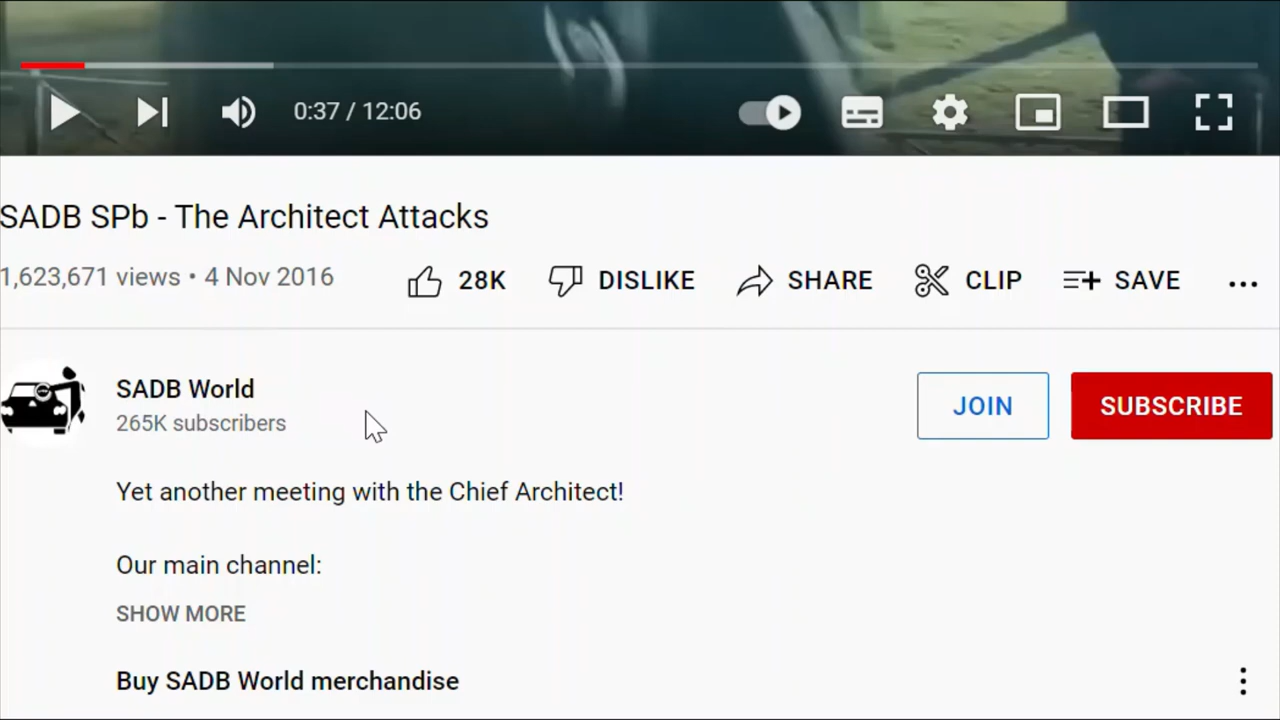 0:37 / 12:06
SADB SPb - The Architect Attacks
1,623,671 views • 4 Nov 2016
28K
DISLIKE
SHARE
CLIP
SAVE
SADB World
265K subscribers
JOIN
SUBSCRIBE
Yet another meeting with the Chief Architect!
Our main channel:
SHOW MORE
Buy SADB World merchandise